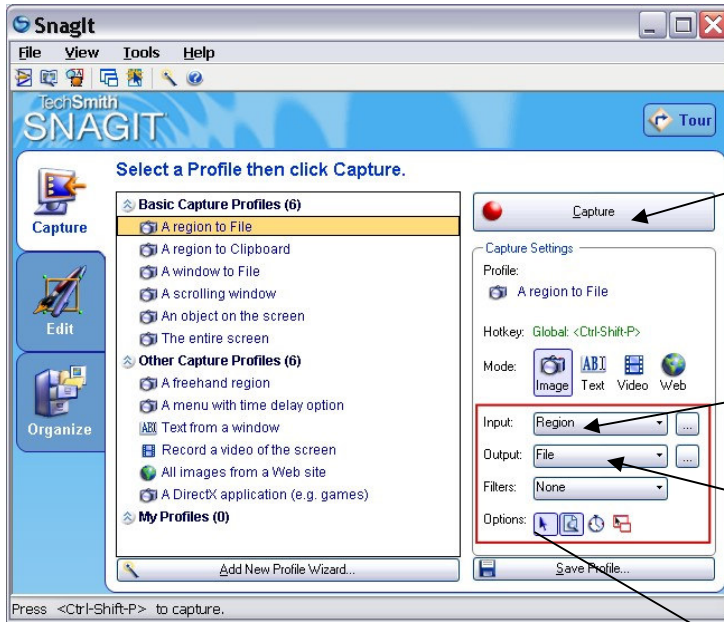 SnagIt
File View Tools Help
TechSmith
SNAGIT
Tour
Select a Profile then click Capture.
Capture
Edit
Organize
Basic Capture Profiles (6)
A region to File
A region to Clipboard
A window to File
A scrolling window
An object on the screen
The entire screen
Other Capture Profiles (6)
A freehand region
A menu with time delay option
ABI Text from a window
Record a video of the screen
All images from a Web site
A DirectX application (e.g. games)
My Profiles (0)
Add New Profile Wizard...
Capture
Capture Settings
Profile:
A region to File
Hotkey: Global: <Ctrl-Shift-P>
Mode:
ABI
Image Text Video Web
Input: Region ...
Output: File ...
Filters: None
Options:
Save Profile...
Press <Ctrl-Shift-P> to capture.